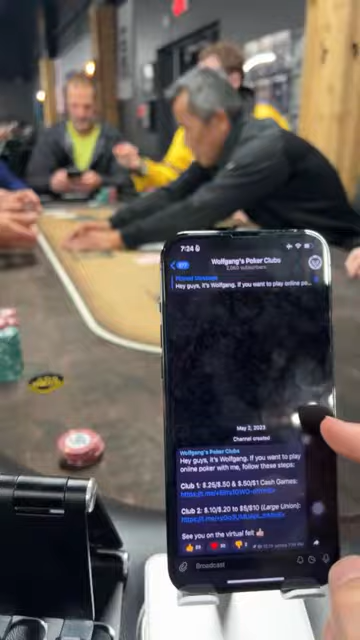 7:24
Wolfgang's Poker Clubs
subscribers
Pinned Message
Hey guys, it's Wolfgang. If you want to play online po...
May 2, 2023
Channel created
Wolfgang's Poker Clubs
Hey guys, it's Wolfgang. If you want to play
online poker with me, follow these steps:
Club 1: $.25/$.50 & $.50/$1 Cash Games:
Club 2: $.10/$.20 to $5/$10 (Large Union):
See you on the virtual felt 👍🏻
Broadcast